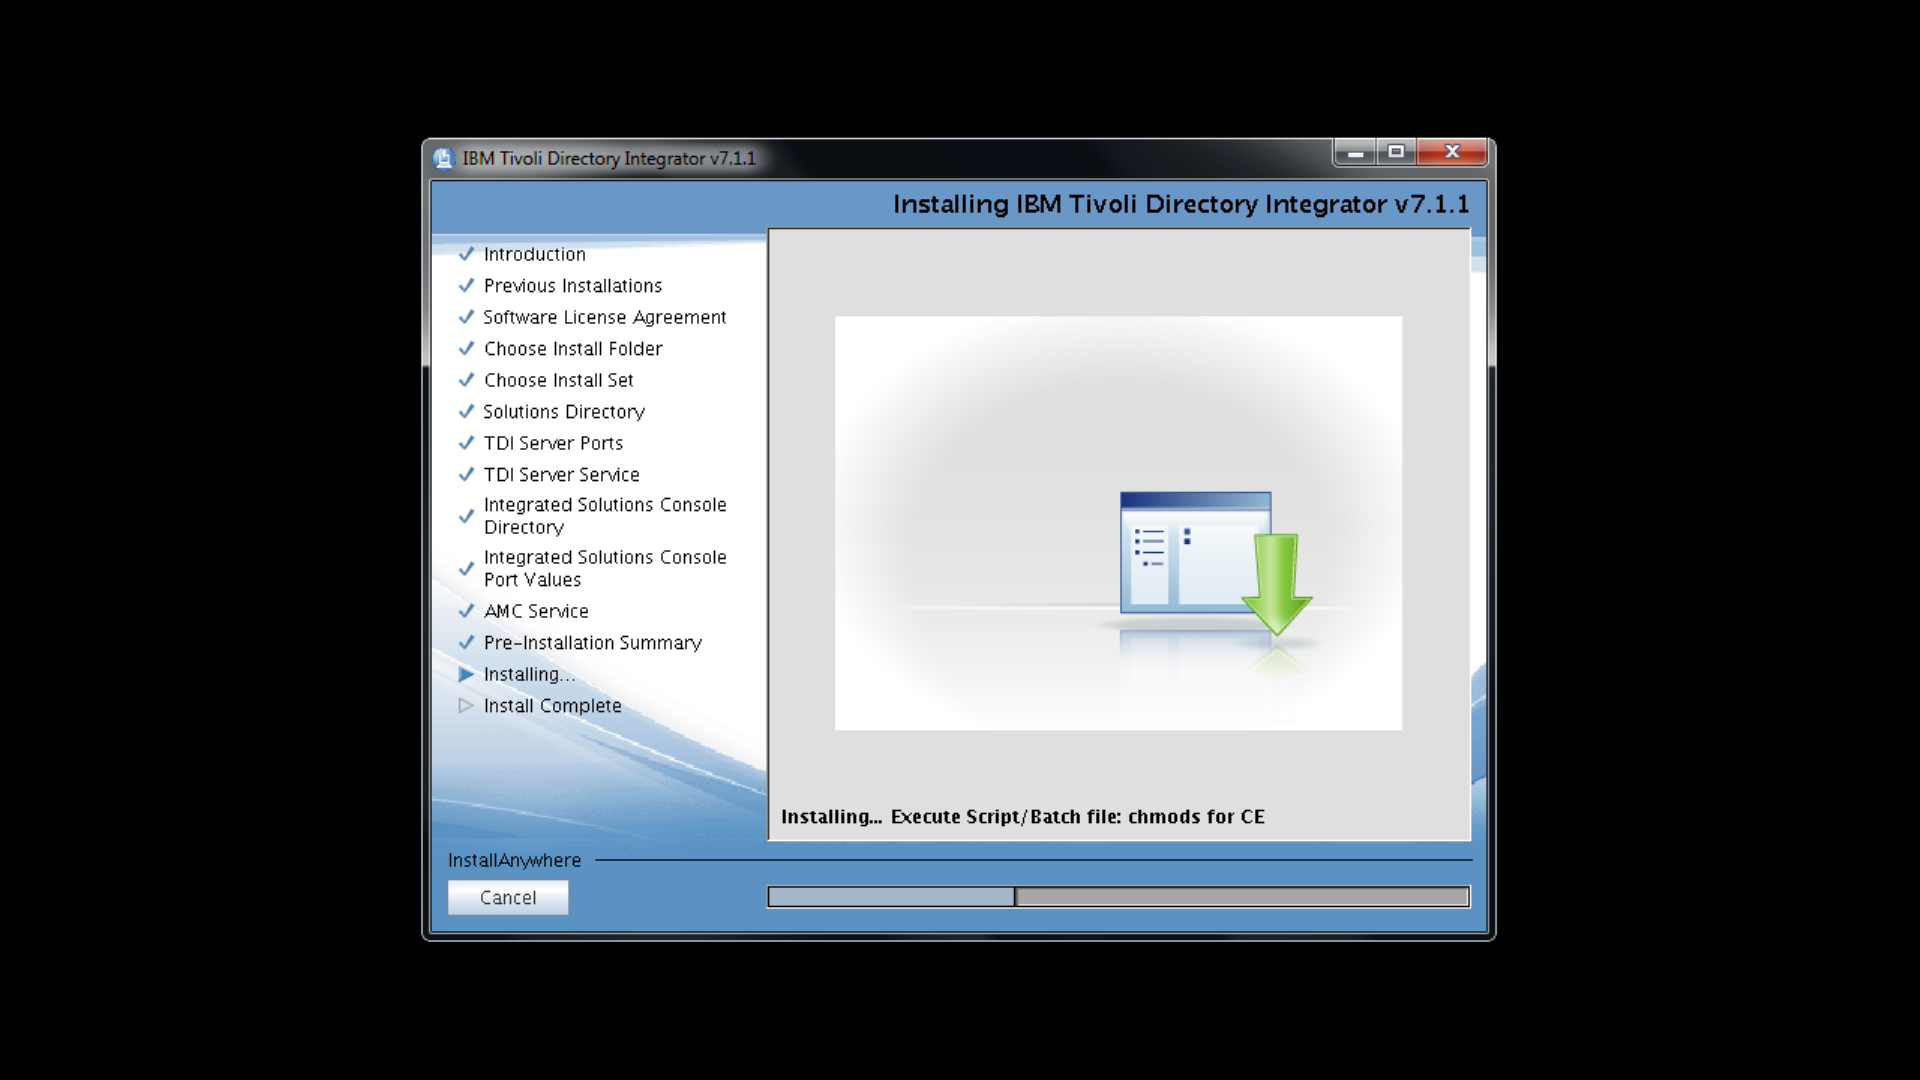 IBM Tivoli Directory Integrator v7.1.1
Installing IBM Tivoli Directory Integrator v7.1.1
Introduction
Previous Installations
Software License Agreement
Choose Install Folder
Choose Install Set
Solutions Directory
TDI Server Ports
TDI Server Service
Integrated Solutions Console
Directory
Integrated Solutions Console
Port Values
AMC Service
Pre-Installation Summary
Installing...
Install Complete
Installing... Execute Script/Batch file: chmods for CE
InstallAnywhere
Cancel